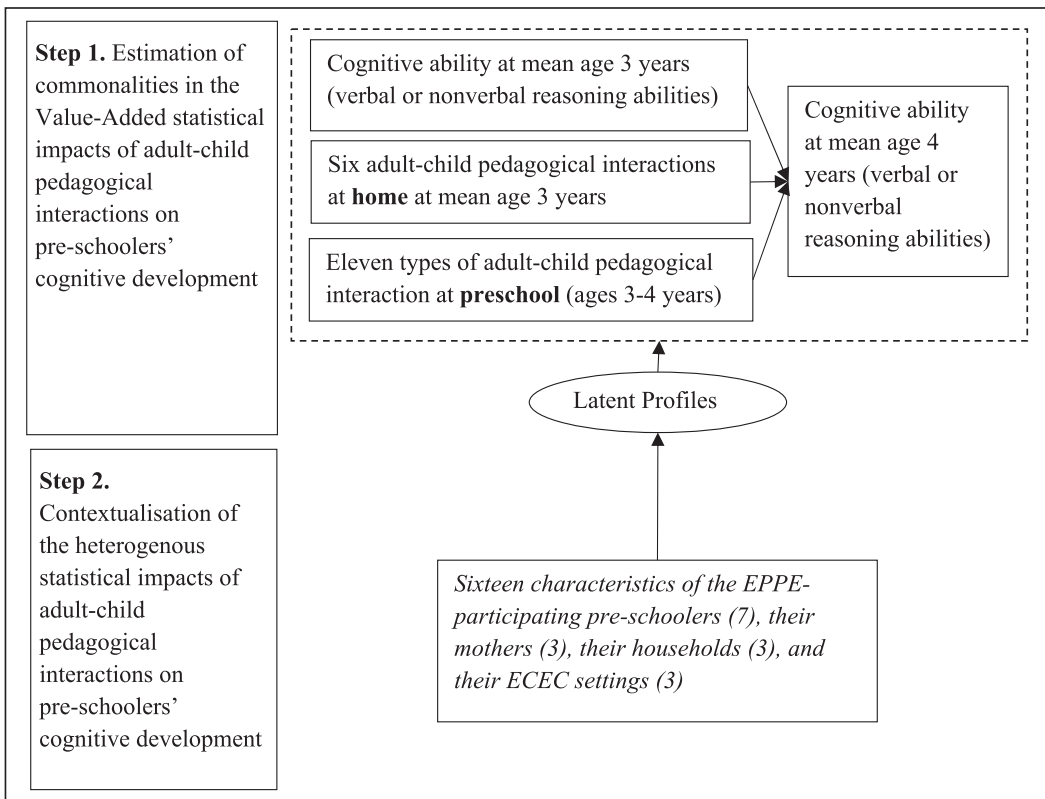 Step 1. Estimation of
commonalities in the
Value-Added statistical
impacts of adult-child
pedagogical
interactions on
pre-schoolers'
cognitive development
Cognitive ability at mean age 3 years
(verbal or nonverbal reasoning abilities)
Six adult-child pedagogical interactions
at home at mean age 3 years
Eleven types of adult-child pedagogical
interaction at preschool (ages 3-4 years)
Cognitive ability
at mean age 4
years (verbal or
nonverbal
reasoning abilities)
Latent Profiles
Step 2.
Contextualisation of
the heterogenous
statistical impacts of
adult-child
pedagogical
interactions on
pre-schoolers'
cognitive development
Sixteen characteristics of the EPPE-
participating pre-schoolers (7), their
mothers (3), their households (3), and
their ECEC settings (3)